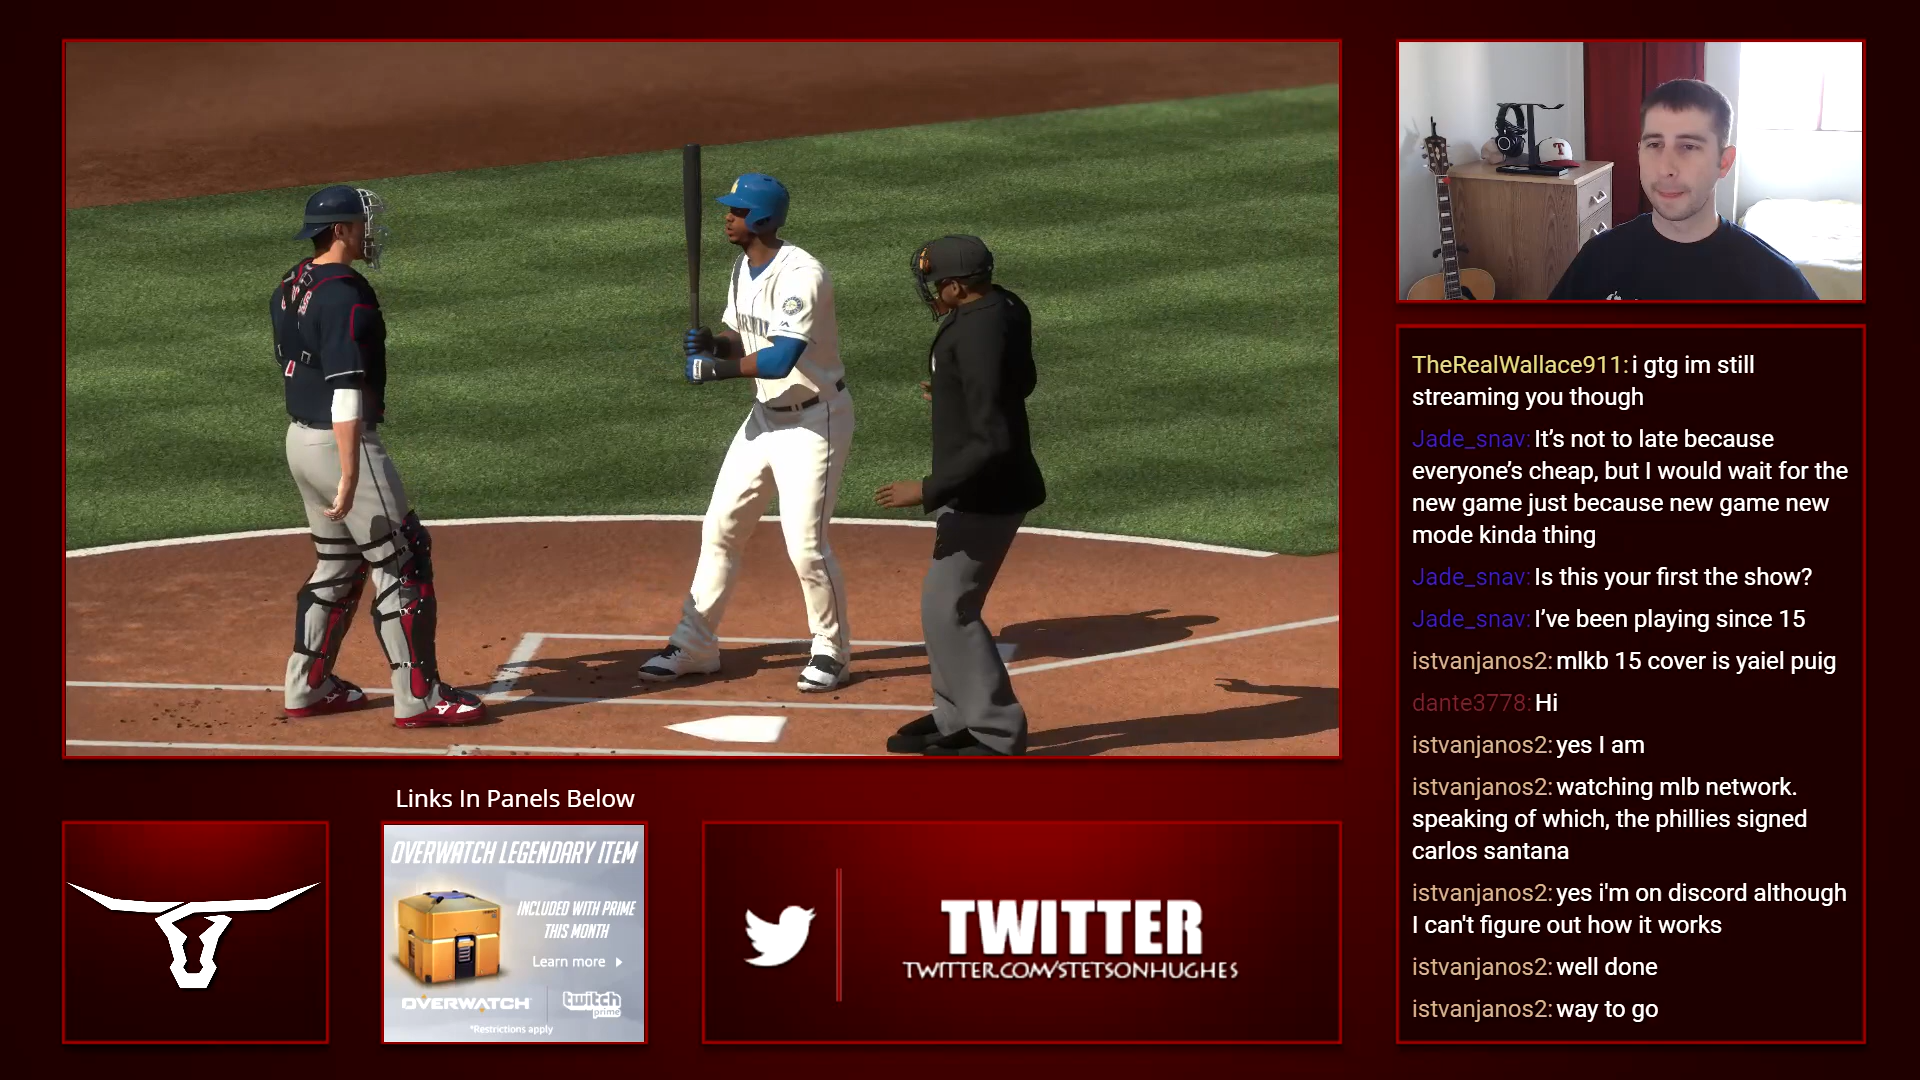 T
TheRealWallace911: i gtg im still
streaming you though
Jade_snav: It’s not to late because
everyone’s cheap, but I would wait for the
new game just because new game new
mode kinda thing
Jade_snav: Is this your first the show?
Jade_snav: I’ve been playing since 15
istvanjanos2: mlkb 15 cover is yaiel puig
dante3778: Hi
istvanjanos2: yes I am
istvanjanos2: watching mlb network.
speaking of which, the phillies signed
carlos santana
istvanjanos2: yes i'm on discord although
I can't figure out how it works
istvanjanos2: well done
istvanjanos2: way to go
Links In Panels Below
OVERWATCH LEGENDARY ITEM
INCLUDED WITH PRIME
THIS MONTH
Learn more
OVERWATCH
twitch
prime
*Restrictions apply
TWITTER
TWITTER.COM/STETSONHUGHES